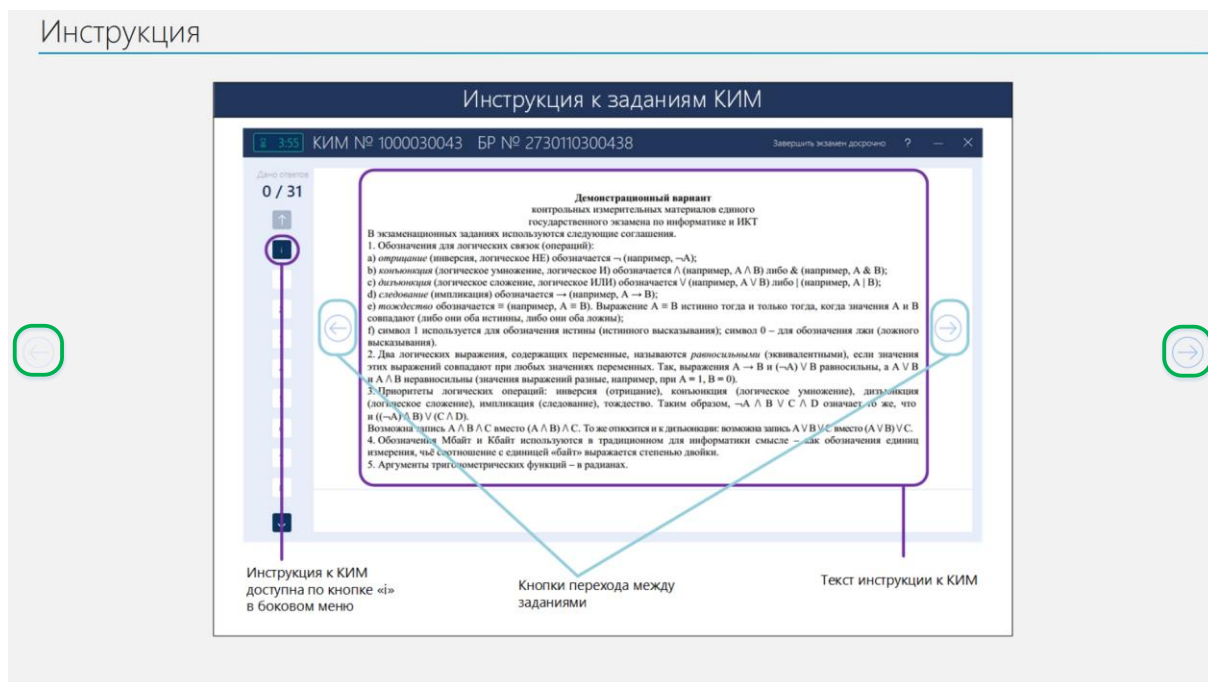 Инструкция
Инструкция к заданиям КИМ
3:55 КИМ № 1000030043 БР № 2730110300438 Завершить экзамен досрочно ? — ×
Дано ответов
0 / 31
i
Демонстрационный вариант
контрольных измерительных материалов единого
государственного экзамена по информатике и ИКТ
В экзаменационных заданиях используются следующие соглашения.
1. Обозначения для логических связок (операций):
a) отрицание (инверсия, логическое НЕ) обозначается ¬ (например, ¬A);
b) конъюнкция (логическое умножение, логическое И) обозначается /\ (например, A /\ B) либо & (например, A & B);
c) дизъюнкция (логическое сложение, логическое ИЛИ) обозначается \/ (например, A \/ B) либо | (например, A | B);
d) следование (импликация) обозначается → (например, A → B);
e) тождество обозначается ≡ (например, A ≡ B). Выражение A ≡ B истинно тогда и только тогда, когда значения A и B
совпадают (либо они оба истинны, либо они оба ложны);
f) символ 1 используется для обозначения истины (истинного высказывания); символ 0 – для обозначения лжи (ложного
высказывания).
2. Два логических выражения, содержащих переменные, называются равносильными (эквивалентными), если значения
этих выражений совпадают при любых значениях переменных. Так, выражения A → B и (¬A) \/ B равносильны, а A \/ B
и A /\ B неравносильны (значения выражений разные, например, при A = 1, B = 0).
3. Приоритеты логических операций: инверсия (отрицание), конъюнкция (логическое умножение), дизъюнкция
(логическое сложение), импликация (следование), тождество. Таким образом, ¬A /\ B \/ C /\ D означает то же, что
и ((¬A) /\ B) \/ (C /\ D).
Возможна запись A /\ B /\ C вместо (A /\ B) /\ C. То же относится и к дизъюнкции: возможна запись A \/ B \/ C вместо (A \/ B) \/ C.
4. Обозначения Мбайт и Кбайт используются в традиционном для информатики смысле – как обозначения единиц
измерения, чьё соотношение с единицей «байт» выражается степенью двойки.
5. Аргументы тригонометрических функций – в радианах.
Инструкция к КИМ
доступна по кнопке «i»
в боковом меню
Кнопки перехода между
заданиями
Текст инструкции к КИМ